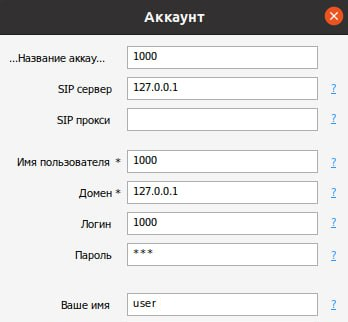 Аккаунт
...Название аккау... 1000
SIP сервер 127.0.0.1 ?
SIP прокси ?
Имя пользователя * 1000 ?
Домен * 127.0.0.1 ?
Логин 1000 ?
Пароль *** ?
Ваше имя user ?